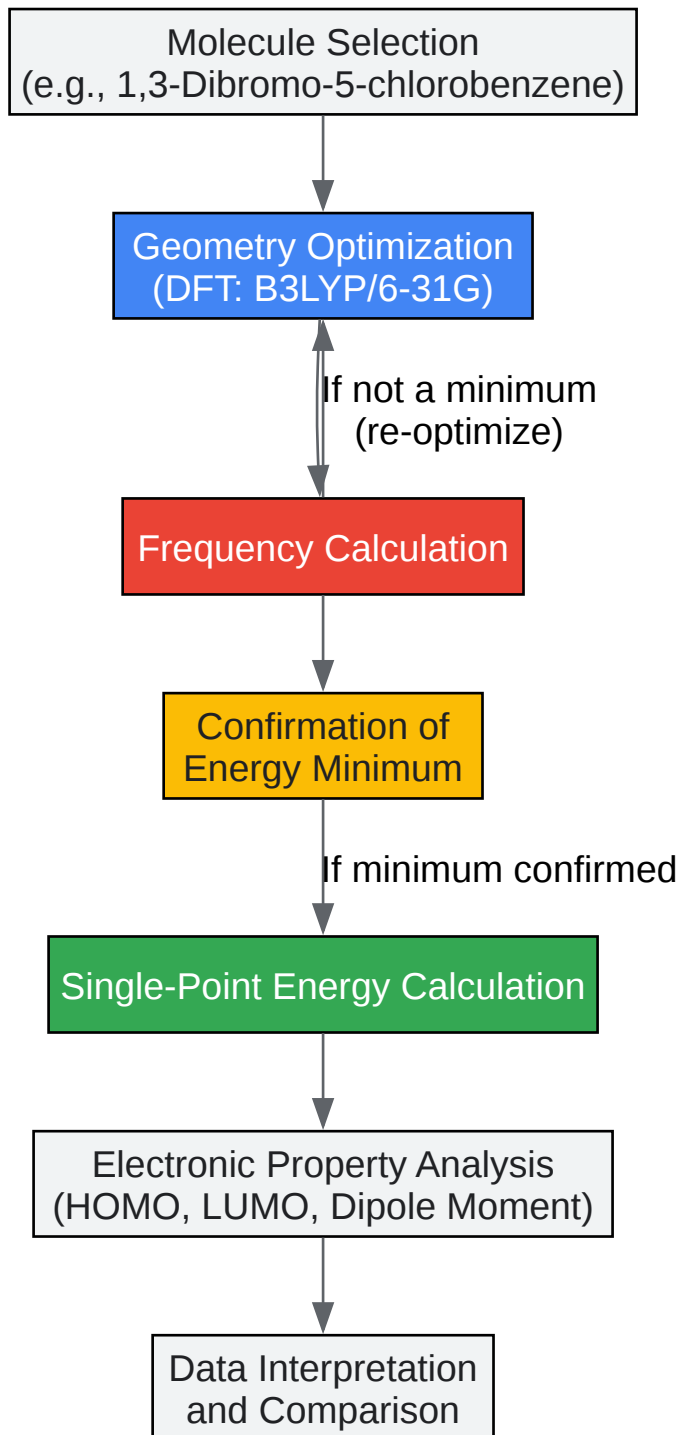 Molecule Selection
(e.g., 1,3-Dibromo-5-chlorobenzene)
Geometry Optimization
(DFT: B3LYP/6-31G)
If not a minimum
(re-optimize)
Frequency Calculation
Confirmation of
Energy Minimum
If minimum confirmed
Single-Point Energy Calculation
Electronic Property Analysis
(HOMO, LUMO, Dipole Moment)
Data Interpretation
and Comparison